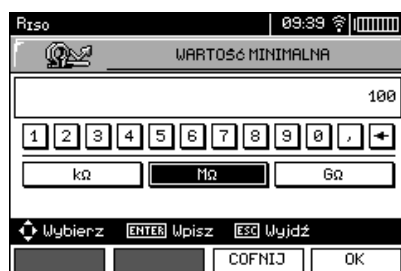 RISO 09:39
WARTOŚĆ MINIMALNA
100
1 2 3 4 5 6 7 8 9 0 , ←
kΩ MΩ GΩ
Wybierz ENTER Wpisz ESC Wyjdź
COFNIJ OK